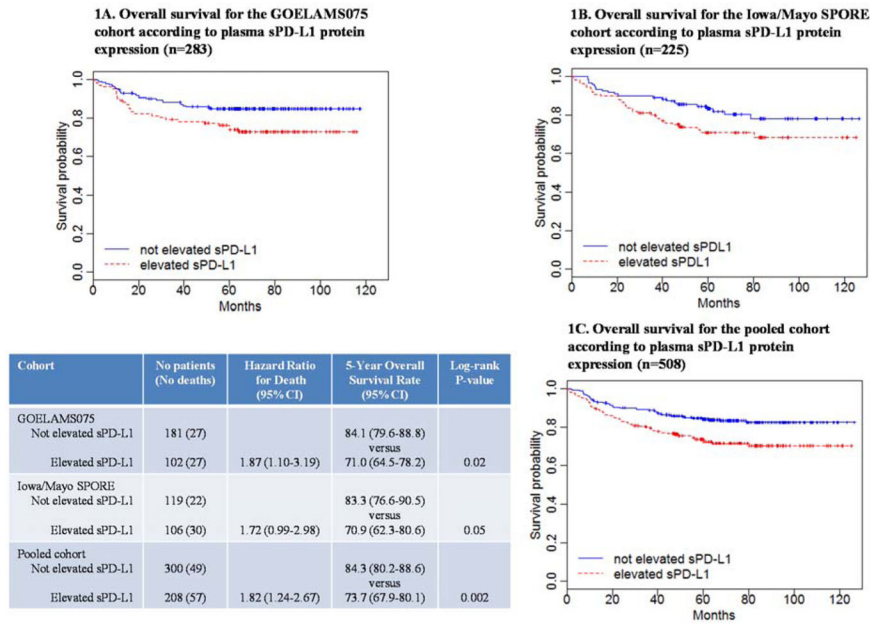 1A. Overall survival for the GOELAMS075
cohort according to plasma sPD-L1 protein
expression (n=283)
Survival probability
1.0
0.8
0.6
0.4
0.2
0.0
not elevated sPD-L1
elevated sPD-L1
0 20 40 60 80 100 120
Months
1B. Overall survival for the Iowa/Mayo SPORE
cohort according to plasma sPD-L1 protein
expression (n=225)
Survival probability
1.0
0.8
0.6
0.4
0.2
0.0
not elevated sPDL1
elevated sPDL1
0 20 40 60 80 100 120
Months
Cohort No patients (No deaths) Hazard Ratio for Death (95% CI) 5-Year Overall Survival Rate (95% CI) Log-rank P-value
GOELAMS075
Not elevated sPD-L1 181 (27) 84.1 (79.6-88.8)
versus
Elevated sPD-L1 102 (27) 1.87 (1.10-3.19) 71.0 (64.5-78.2) 0.02
Iowa/Mayo SPORE
Not elevated sPD-L1 119 (22) 83.3 (76.6-90.5)
versus
Elevated sPD-L1 106 (30) 1.72 (0.99-2.98) 70.9 (62.3-80.6) 0.05
Pooled cohort
Not elevated sPD-L1 300 (49) 84.3 (80.2-88.6)
versus
Elevated sPD-L1 208 (57) 1.82 (1.24-2.67) 73.7 (67.9-80.1) 0.002
1C. Overall survival for the pooled cohort
according to plasma sPD-L1 protein
expression (n=508)
Survival probability
1.0
0.8
0.6
0.4
0.2
0.0
not elevated sPD-L1
elevated sPD-L1
0 20 40 60 80 100 120
Months